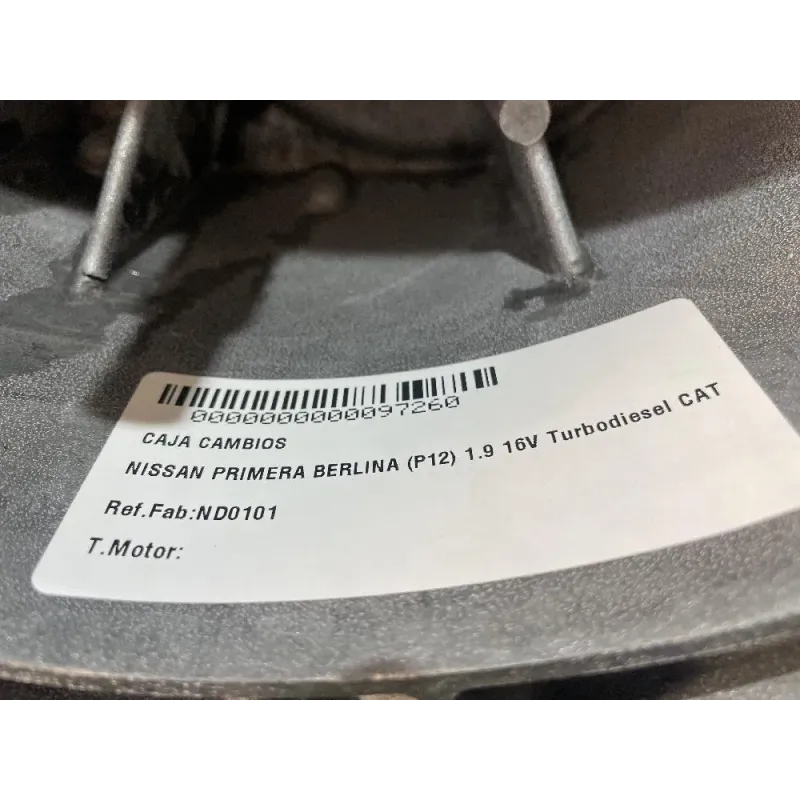 0000000000097260
CAJA CAMBIOS
NISSAN PRIMERA BERLINA (P12) 1.9 16V Turbodiesel CAT
Ref.Fab:ND0101
T.Motor: